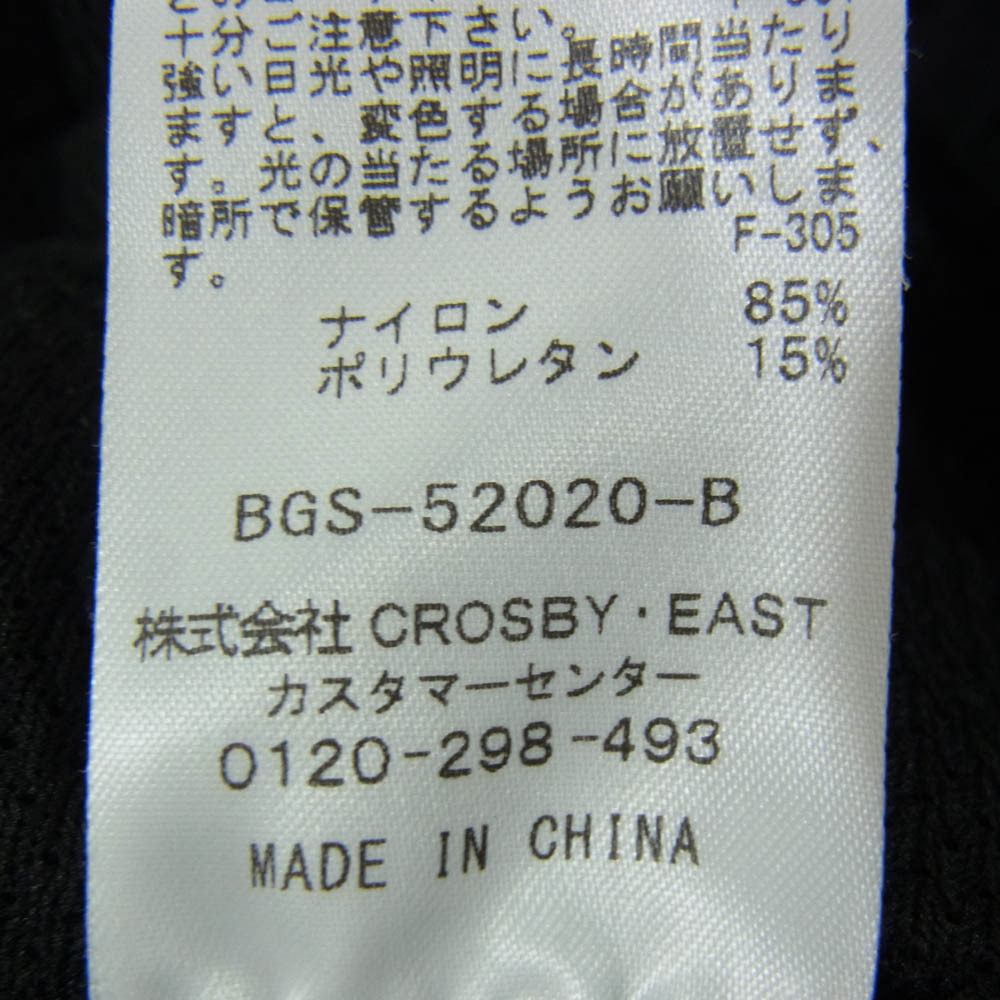 十分ご注意下さい。
強い日光や照明に長時間当たり
ますと、変色する場合がありま
す。光の当たる場所に放置せず、
暗所で保管するようお願いしま
す。
F-305
ナイロン 85%
ポリウレタン 15%
BGS-52020-B
株式会社 CROSBY・EAST
カスタマーセンター
0120-298-493
MADE IN CHINA